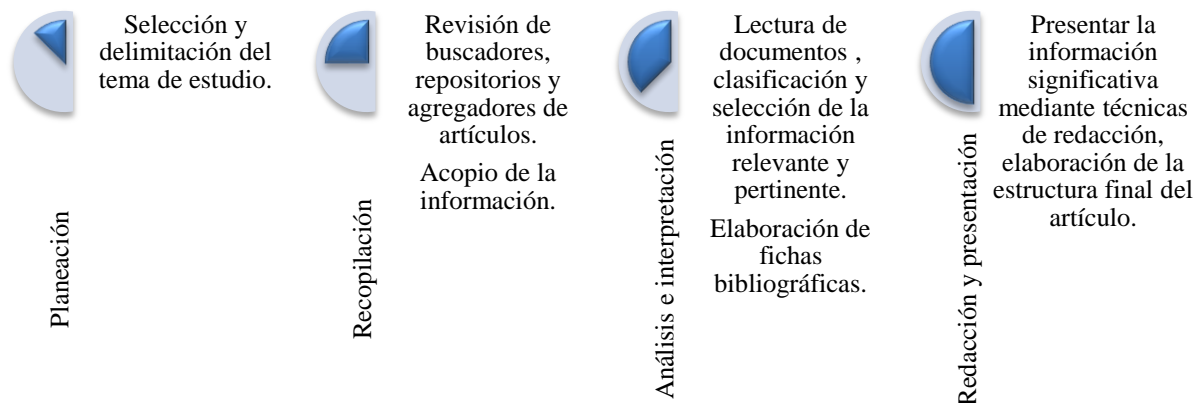 Planeación
Selección y
delimitación del
tema de estudio.
Recopilación
Revisión de
buscadores,
repositorios y
agregadores de
artículos.
Acopio de la
información.
Análisis e interpretación
Lectura de
documentos ,
clasificación y
selección de la
información
relevante y
pertinente.
Elaboración de
fichas
bibliográficas.
Redacción y presentación
Presentar la
información
significativa
mediante técnicas
de redacción,
elaboración de la
estructura final del
artículo.